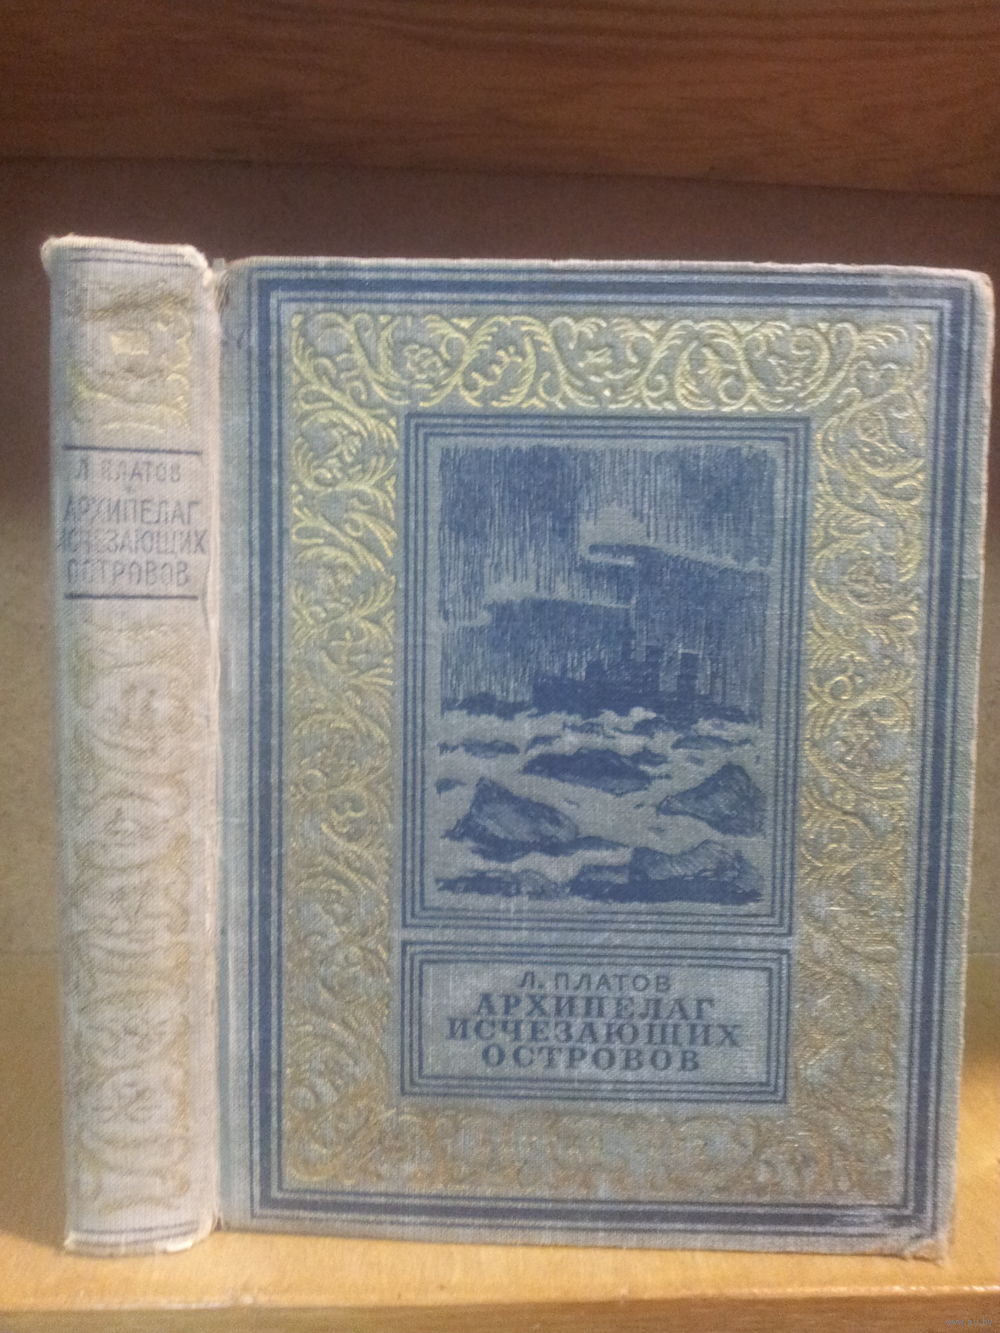 Л ПЛАТОВ
АРХИПЕЛАГ
ИСЧЕЗАЮЩИХ
ОСТРОВОВ
Л. ПЛАТОВ
АРХИПЕЛАГ
ИСЧЕЗАЮЩИХ
ОСТРОВОВ